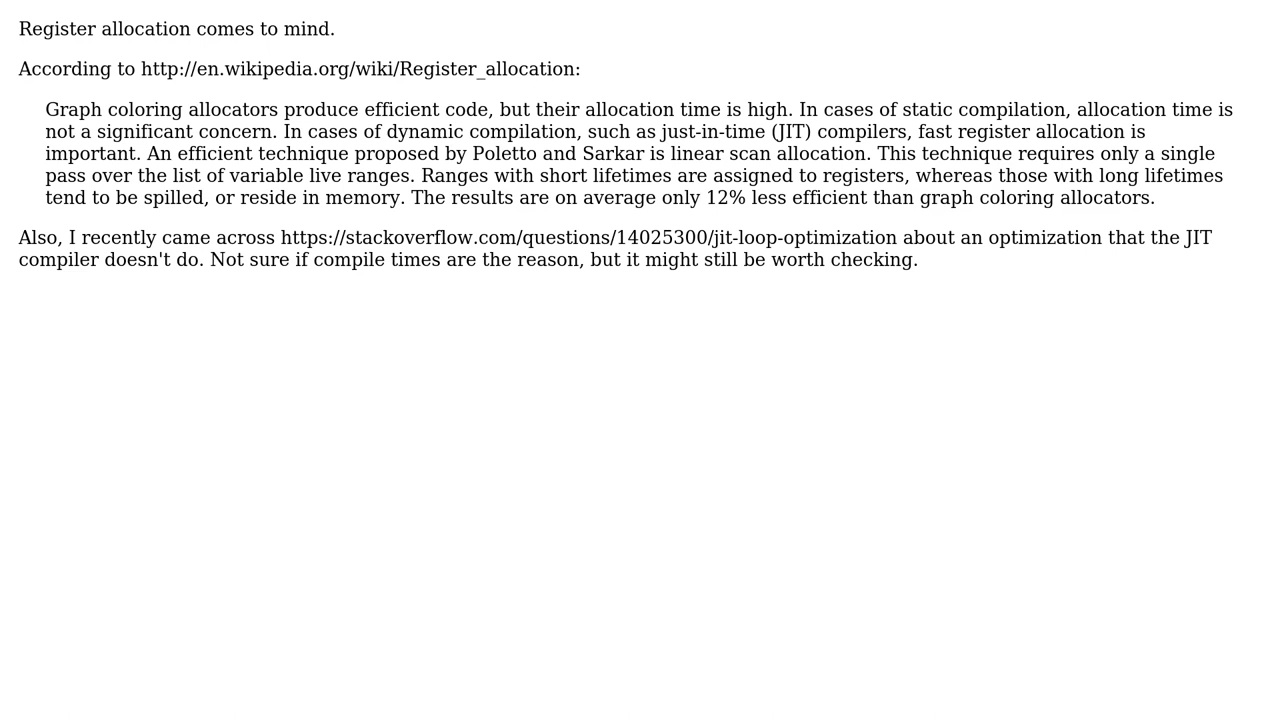 Register allocation comes to mind.
According to http://en.wikipedia.org/wiki/Register_allocation:
Graph coloring allocators produce efficient code, but their allocation time is high. In cases of static compilation, allocation time is
not a significant concern. In cases of dynamic compilation, such as just-in-time (JIT) compilers, fast register allocation is
important. An efficient technique proposed by Poletto and Sarkar is linear scan allocation. This technique requires only a single
pass over the list of variable live ranges. Ranges with short lifetimes are assigned to registers, whereas those with long lifetimes
tend to be spilled, or reside in memory. The results are on average only 12% less efficient than graph coloring allocators.
Also, I recently came across https://stackoverflow.com/questions/14025300/jit-loop-optimization about an optimization that the JIT
compiler doesn't do. Not sure if compile times are the reason, but it might still be worth checking.